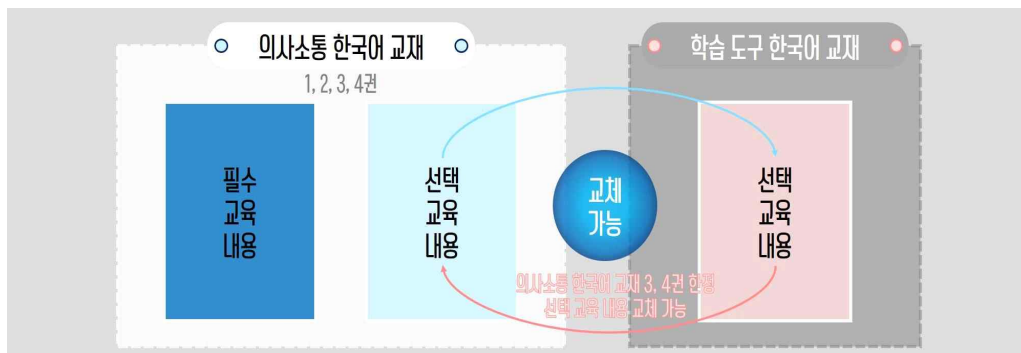 의사소통 한국어 교재
1, 2, 3, 4권
필수
교육
내용
선택
교육
내용
교체
가능
의사소통 한국어 교재 3, 4권 한정
선택 교육 내용 교체 가능
학습 도구 한국어 교재
선택
교육
내용